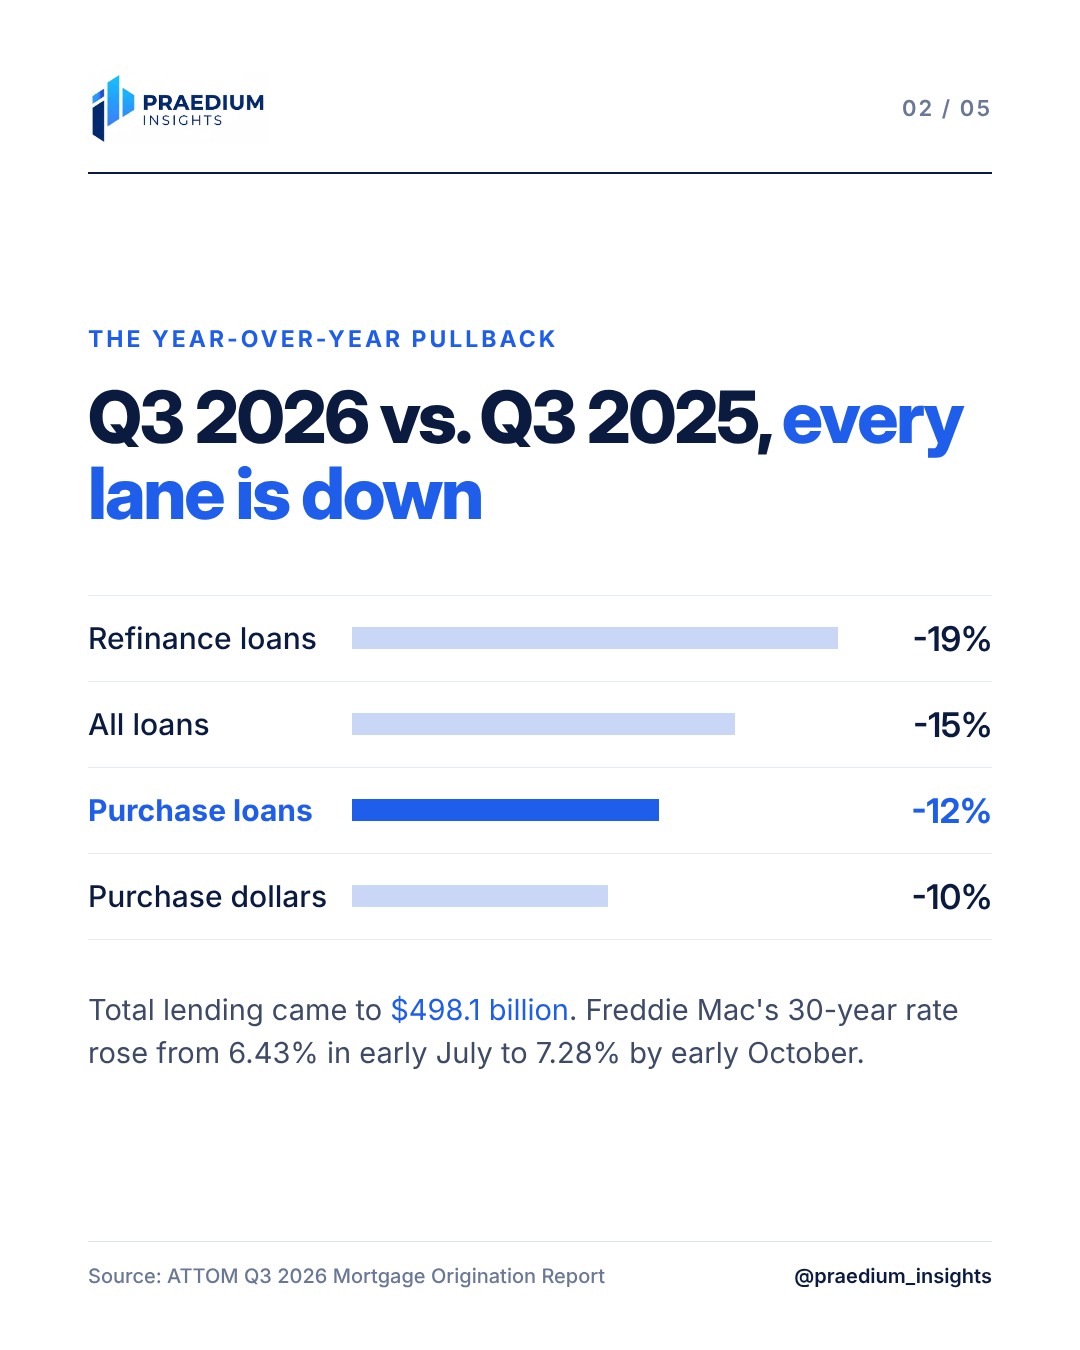 PRAEDIUM
INSIGHTS
02 / 05
THE YEAR-OVER-YEAR PULLBACK
Q3 2026 vs. Q3 2025, every
lane is down
Refinance loans -19%
All loans -15%
Purchase loans -12%
Purchase dollars -10%
Total lending came to $498.1 billion. Freddie Mac's 30-year rate
rose from 6.43% in early July to 7.28% by early October.
Source: ATTOM Q3 2026 Mortgage Origination Report
@praedium_insights